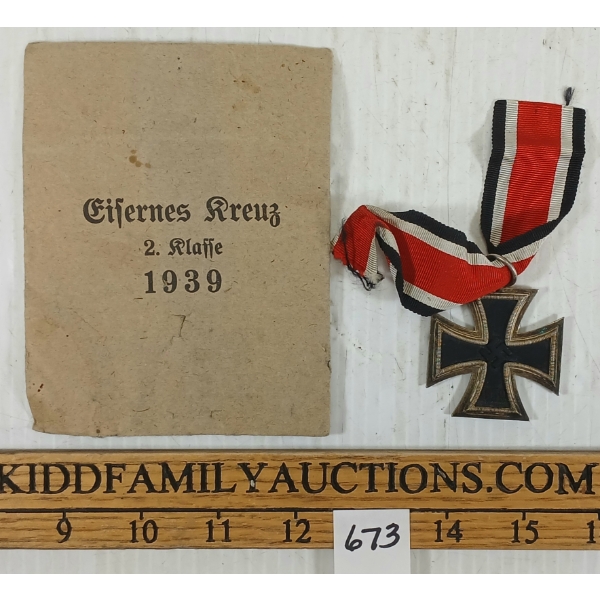 Eisernes Kreuz
2. Klasse
1939
KIDDFAMILYAUCTIONS.COM
9 10 11 12 14 15
673